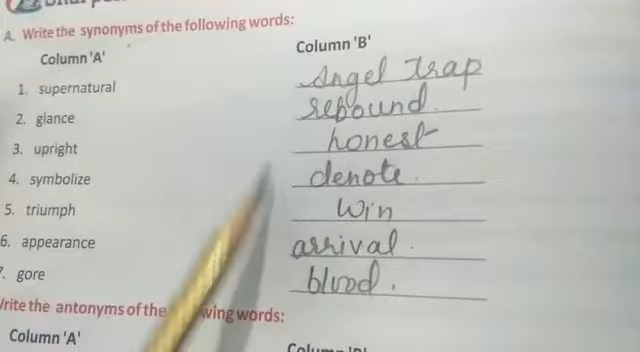 A. Write the synonyms of the following words:
Column 'A' Column 'B'
1. supernatural Angel Trap
2. glance rebound.
3. upright honest
4. symbolize denote.
5. triumph Win
6. appearance arrival.
7. gore blood.
Write the antonyms of the wing words:
Column 'A'